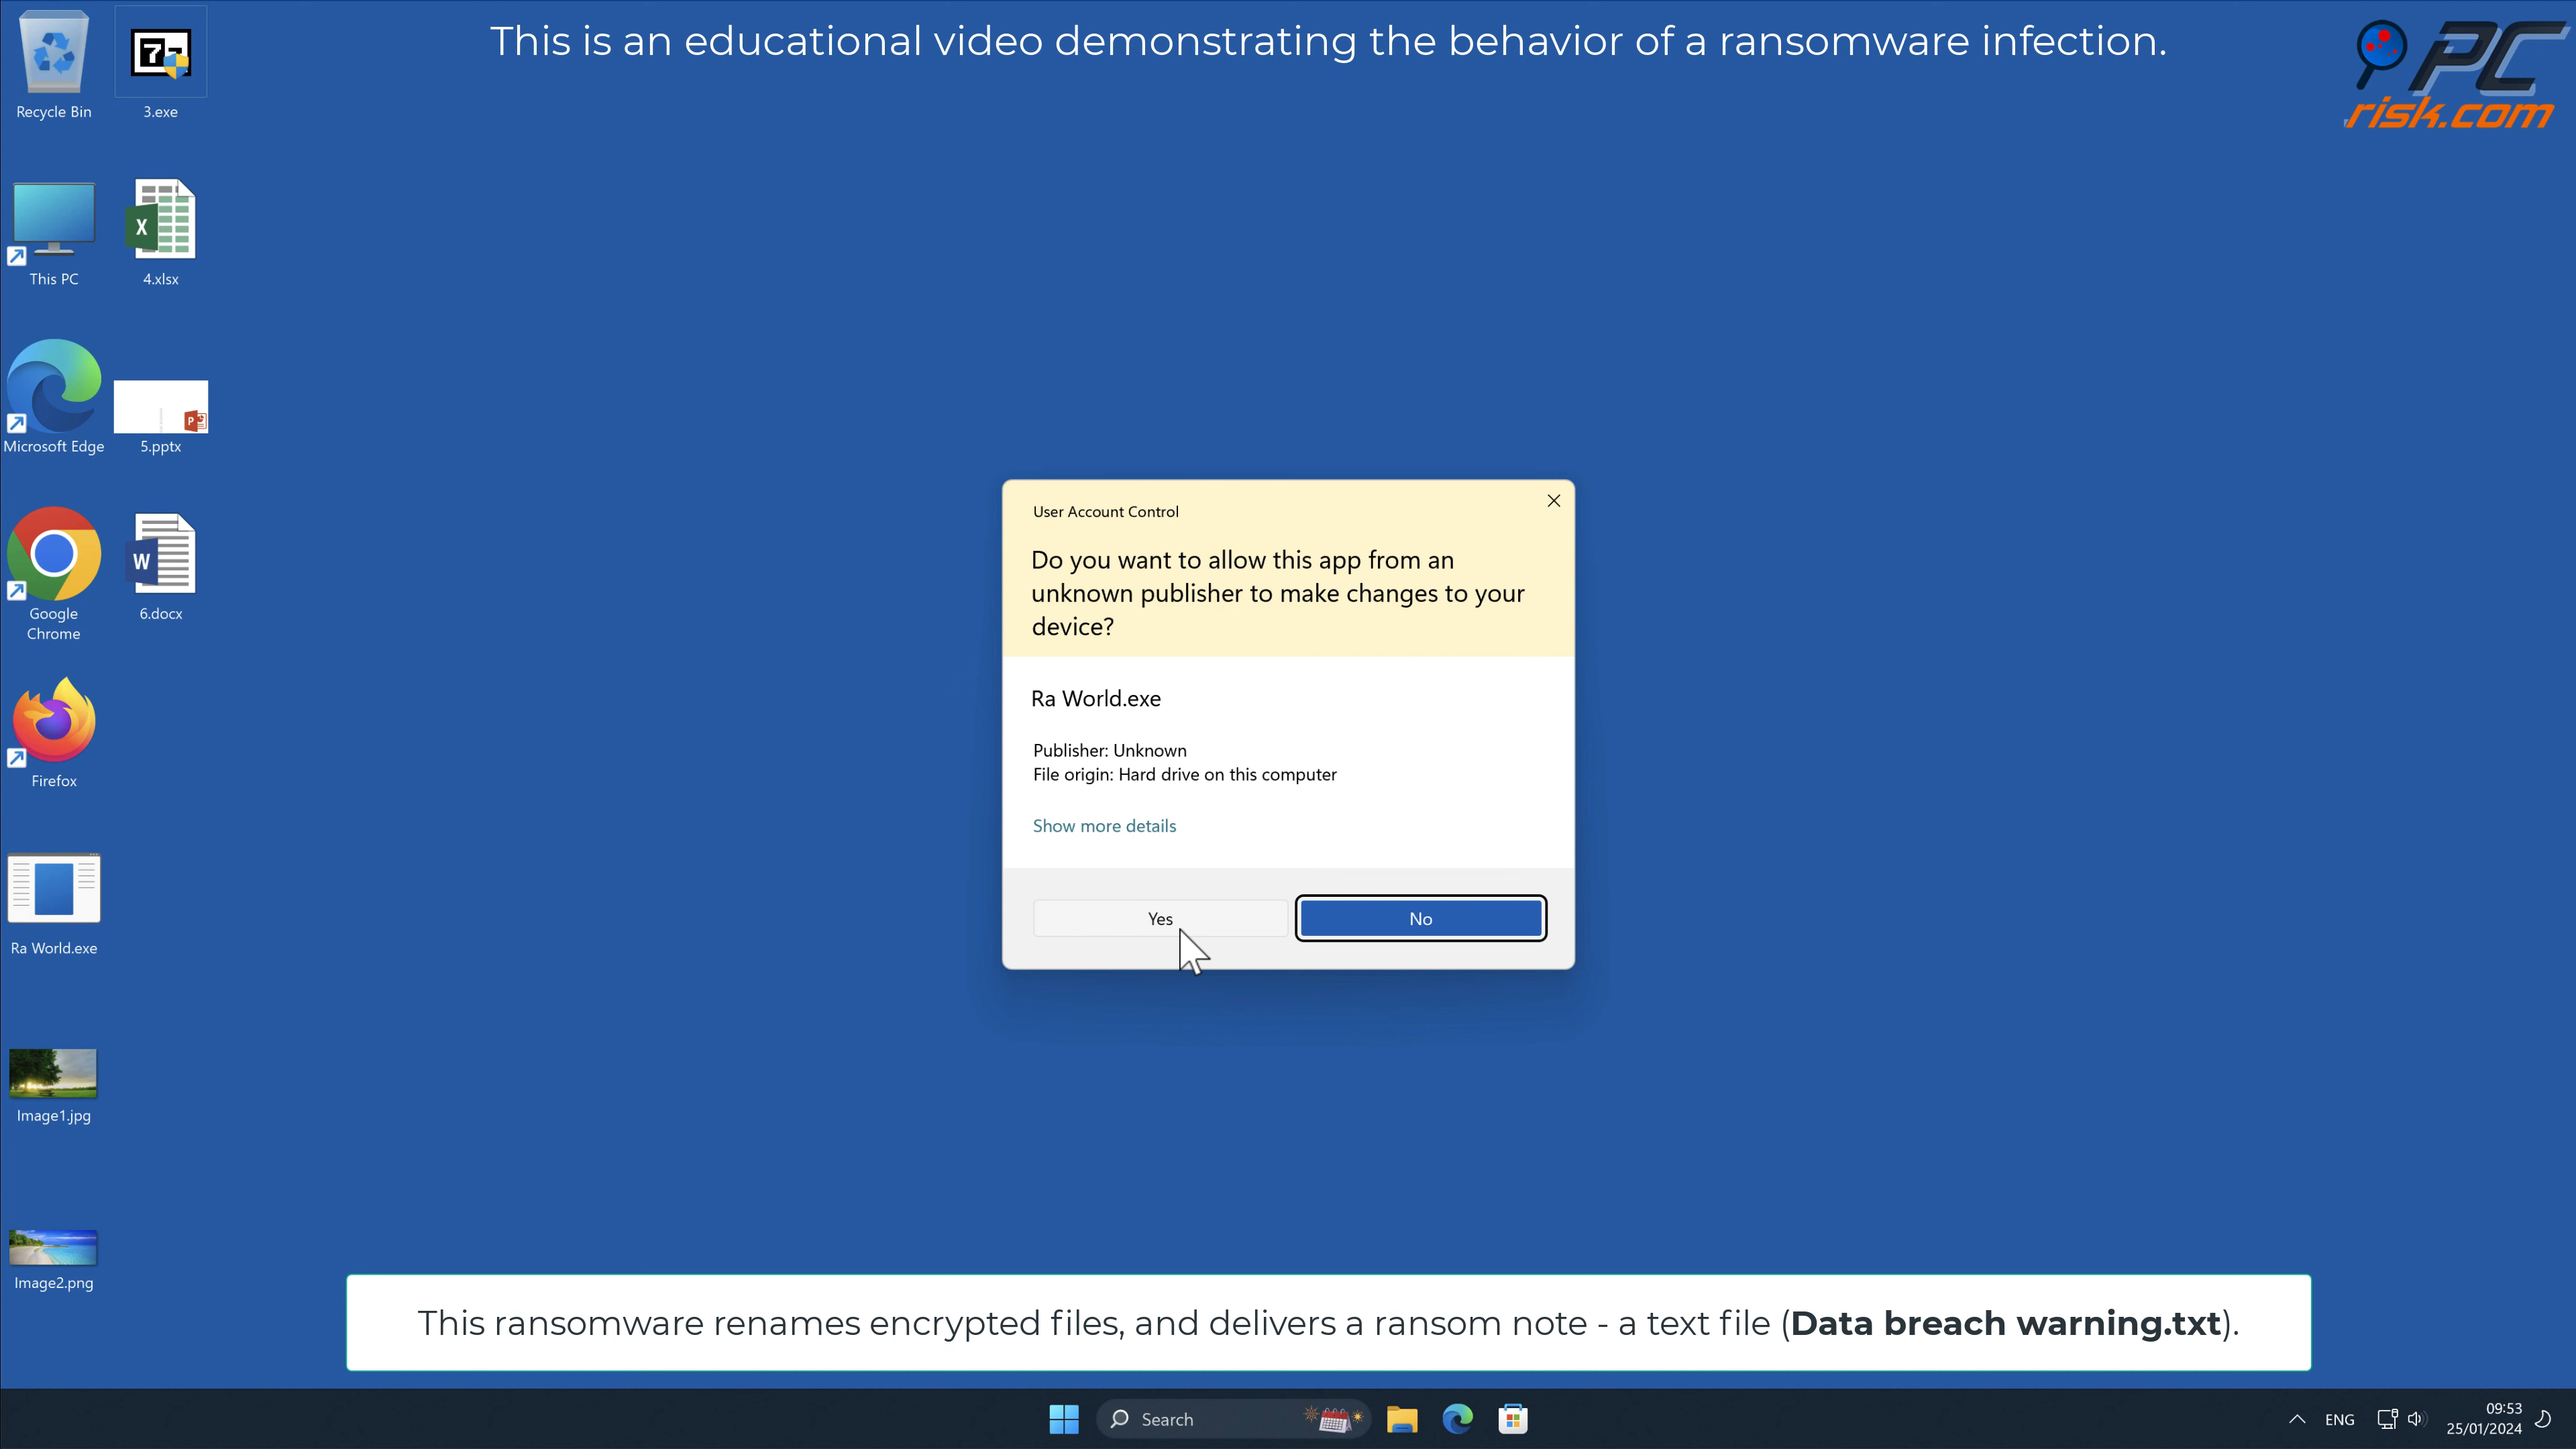 This is an educational video demonstrating the behavior of a ransomware infection.
PC
risk.com
Recycle Bin
3.exe
This PC
4.xlsx
Microsoft Edge
5.pptx
Google
Chrome
6.docx
Firefox
Ra World.exe
Image1.jpg
Image2.png
User Account Control
Do you want to allow this app from an
unknown publisher to make changes to your
device?
Ra World.exe
Publisher: Unknown
File origin: Hard drive on this computer
Show more details
Yes
No
This ransomware renames encrypted files, and delivers a ransom note - a text file (Data breach warning.txt).
Search
ENG
09:53
25/01/2024